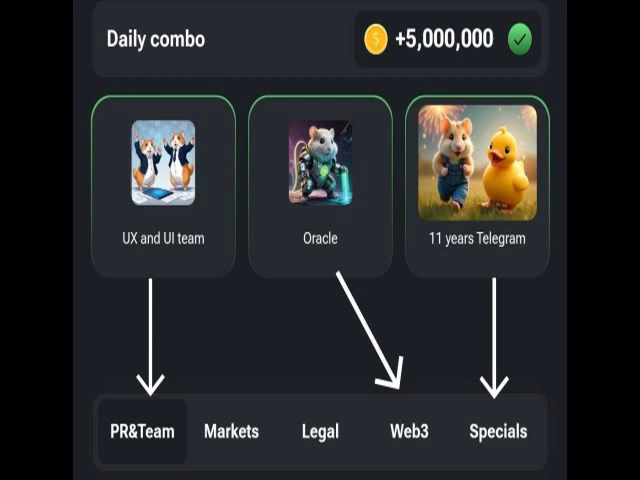 Daily combo
+5,000,000
UX and UI team
Oracle
11 years Telegram
PR&Team
Markets
Legal
Web3
Specials